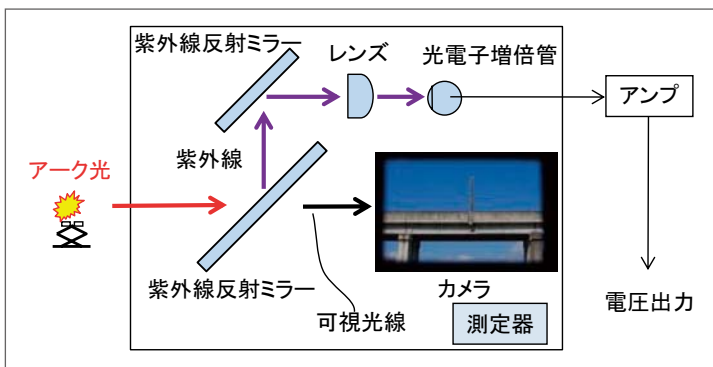 紫外線反射ミラー
レンズ
光電子増倍管
アンプ
紫外線
アーク光
紫外線反射ミラー
カメラ
可視光線
測定器
電圧出力